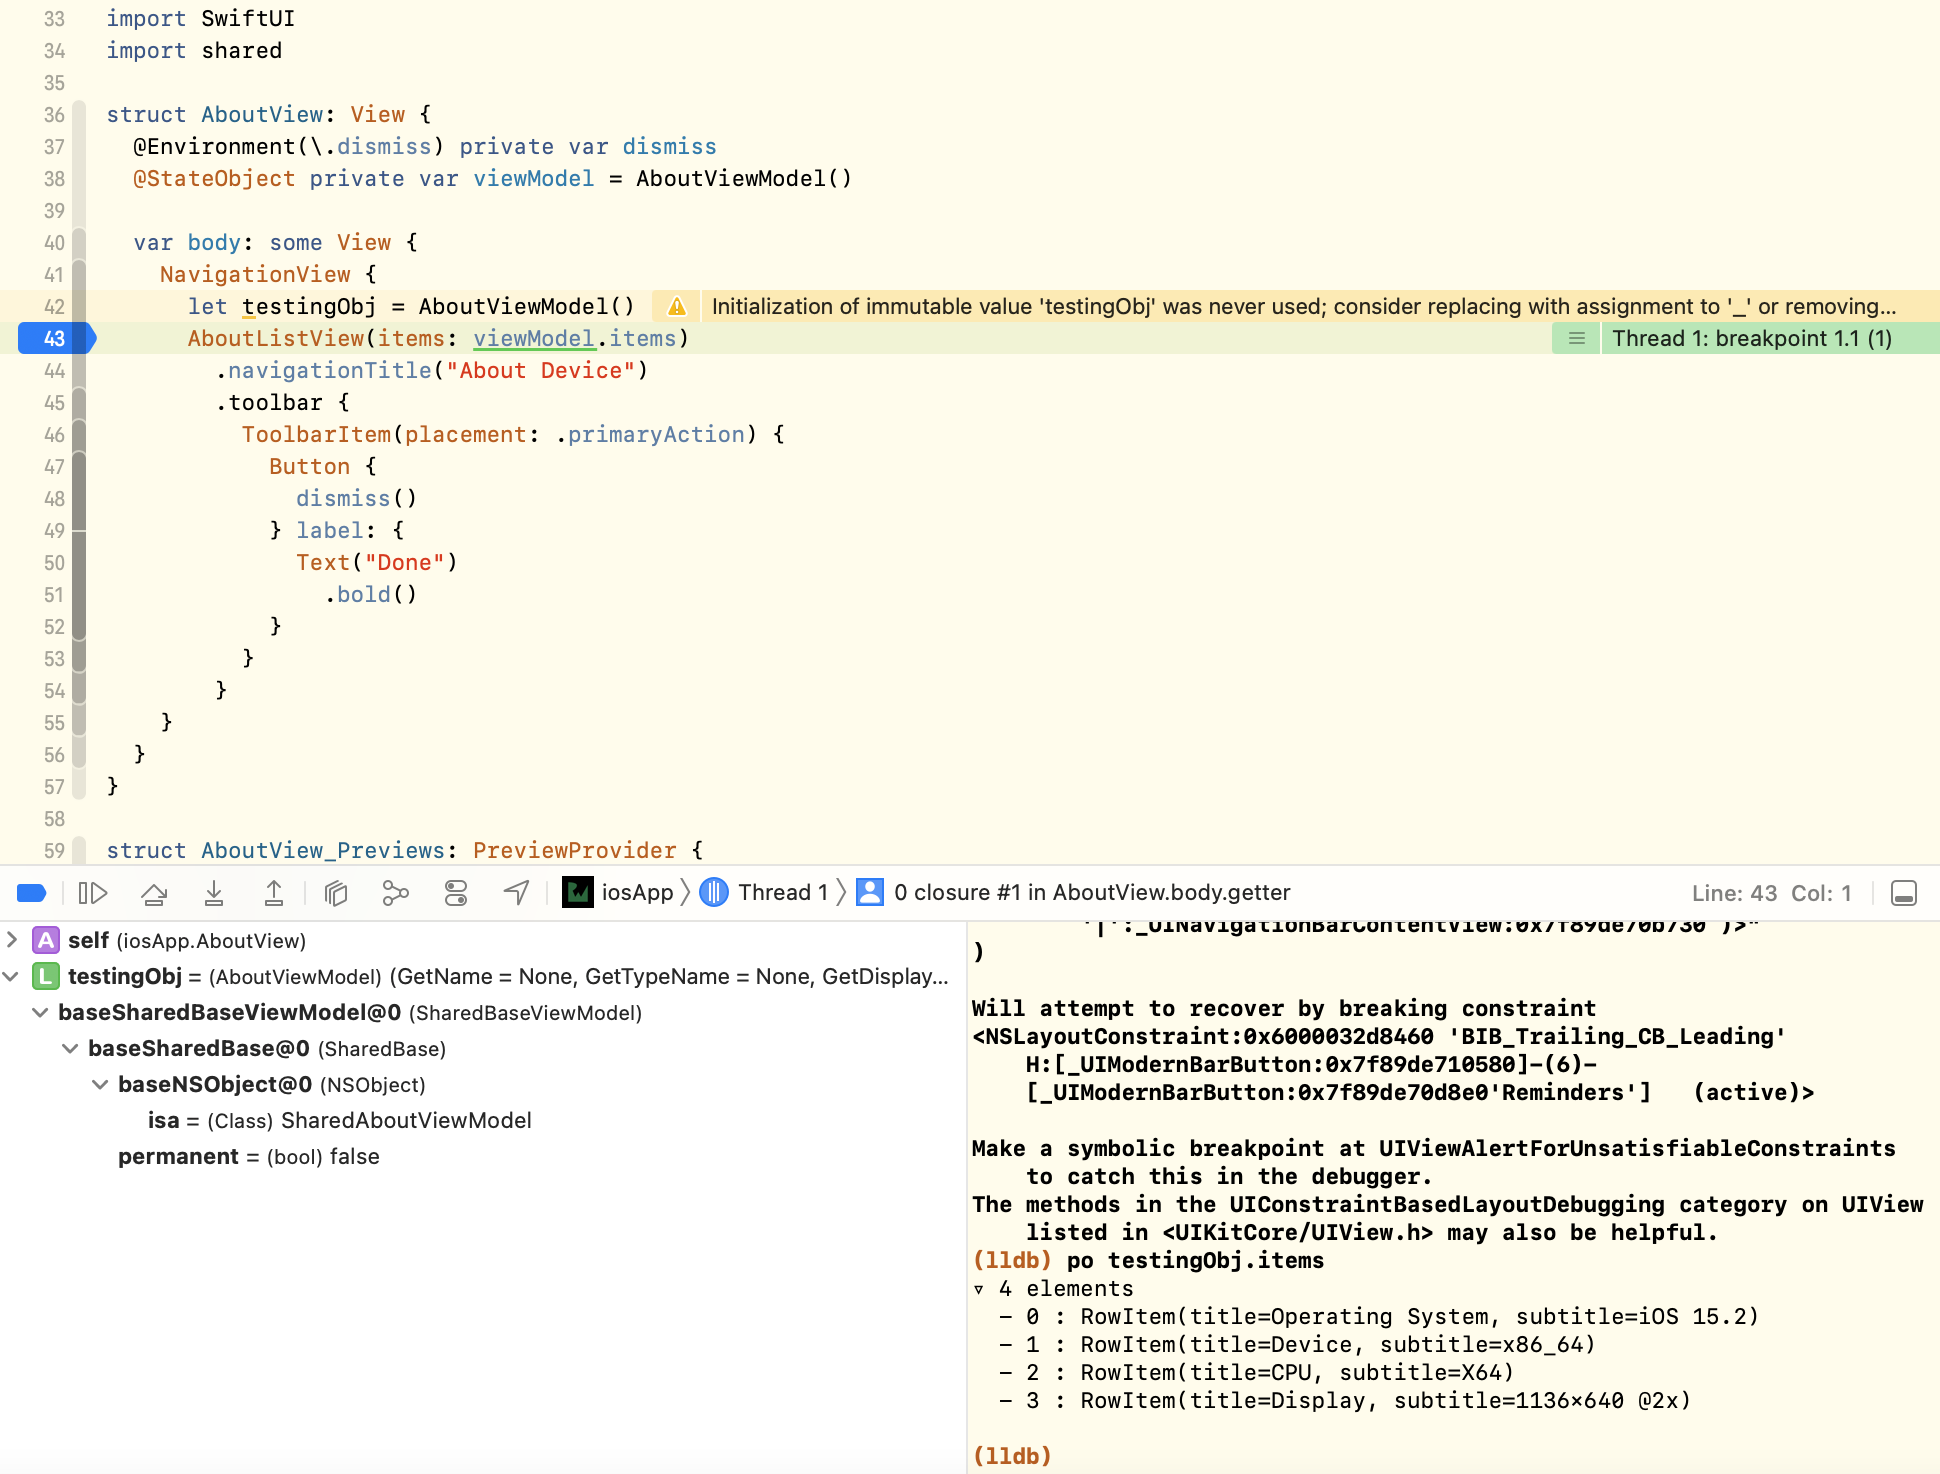 33 import SwiftUI
34 import shared
35
36 struct AboutView: View {
37 @Environment(\.dismiss) private var dismiss
38 @StateObject private var viewModel = AboutViewModel()
39
40 var body: some View {
41 NavigationView {
42 let testingObj = AboutViewModel() Initialization of immutable value 'testingObj' was never used; consider replacing with assignment to '_' or removing...
43 AboutListView(items: viewModel.items) Thread 1: breakpoint 1.1 (1)
44 .navigationTitle("About Device")
45 .toolbar {
46 ToolbarItem(placement: .primaryAction) {
47 Button {
48 dismiss()
49 } label: {
50 Text("Done")
51 .bold()
52 }
53 }
54 }
55 }
56 }
57 }
58
59 struct AboutView_Previews: PreviewProvider {
iosApp Thread 1 0 closure #1 in AboutView.body.getter Line: 43 Col: 1
A self (iosApp.AboutView)
L testingObj = (AboutViewModel) (GetName = None, GetTypeName = None, GetDisplay...
baseSharedBaseViewModel@0 (SharedBaseViewModel)
baseSharedBase@0 (SharedBase)
baseNSObject@0 (NSObject)
isa = (Class) SharedAboutViewModel
permanent = (bool) false
'|':_UINavigationBarContentView:0x7f89de70b730 )>"
)
Will attempt to recover by breaking constraint
<NSLayoutConstraint:0x6000032d8460 'BIB_Trailing_CB_Leading'
H:[_UIModernBarButton:0x7f89de710580]-(6)-
[_UIModernBarButton:0x7f89de70d8e0'Reminders'] (active)>
Make a symbolic breakpoint at UIViewAlertForUnsatisfiableConstraints
to catch this in the debugger.
The methods in the UIConstraintBasedLayoutDebugging category on UIView
listed in <UIKitCore/UIView.h> may also be helpful.
(lldb) po testingObj.items
▿ 4 elements
- 0 : RowItem(title=Operating System, subtitle=iOS 15.2)
- 1 : RowItem(title=Device, subtitle=x86_64)
- 2 : RowItem(title=CPU, subtitle=X64)
- 3 : RowItem(title=Display, subtitle=1136×640 @2x)
(lldb)